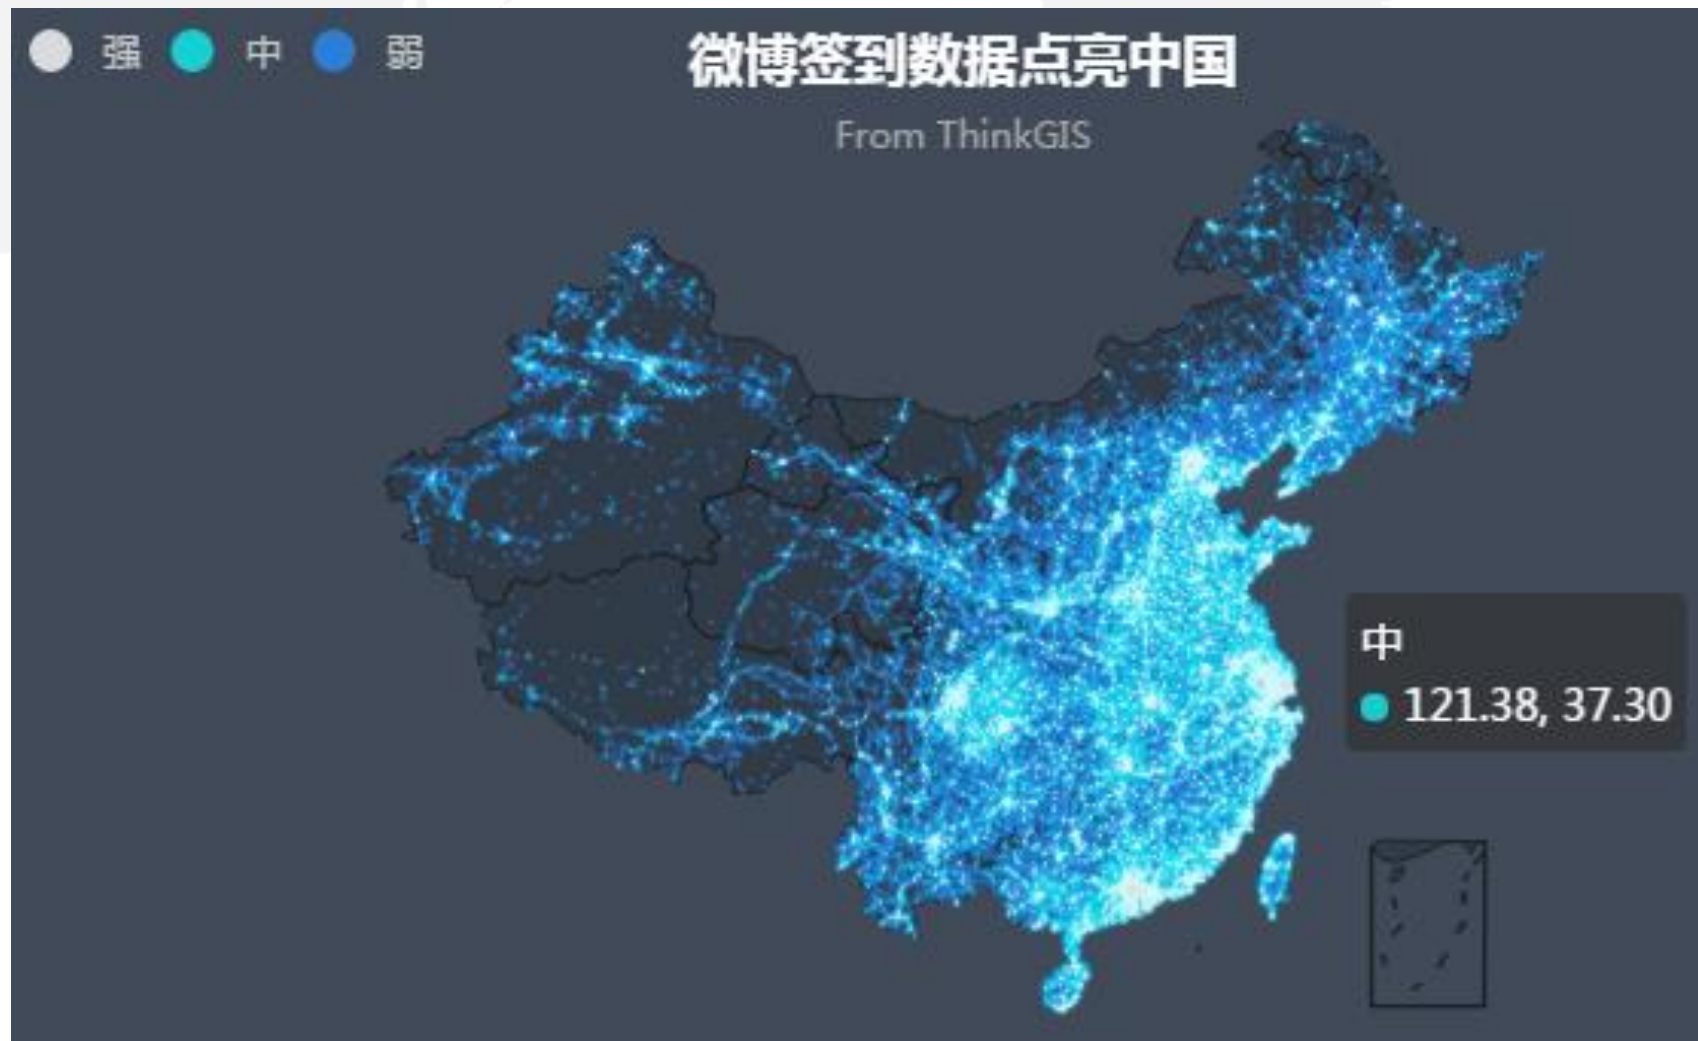 强 中 弱
微博签到数据点亮中国
From ThinkGIS
中
121.38, 37.30